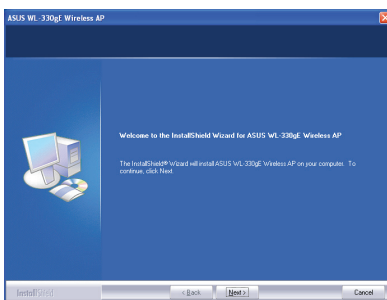 ASUS WL-330gE Wireless AP
Welcome to the InstallShield Wizard for ASUS WL-330gE Wireless AP
The InstallShield® Wizard will install ASUS WL-330gE Wireless AP on your computer. To
continue, click Next
InstallShield
< Back
Next >
Cancel